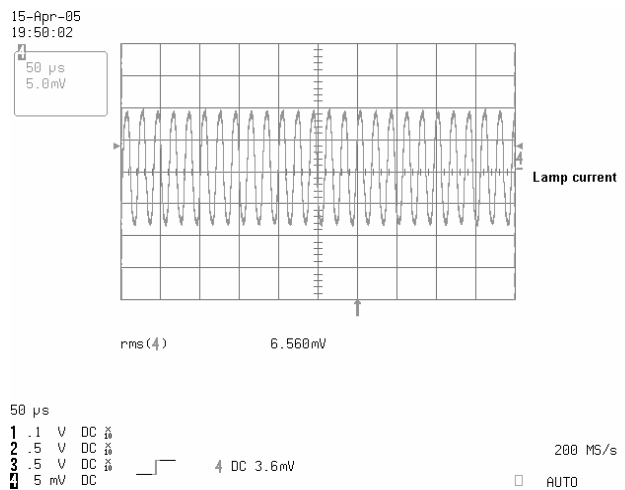 15-Apr-05
19:50:02
4
50 µs
5.0mV
4
Lamp current
rms(4) 6.560mV
50 µs
1 .1 V DC X10
2 .5 V DC X10
3 .5 V DC X10
4 5 mV DC
4 DC 3.6mV
200 MS/s
AUTO